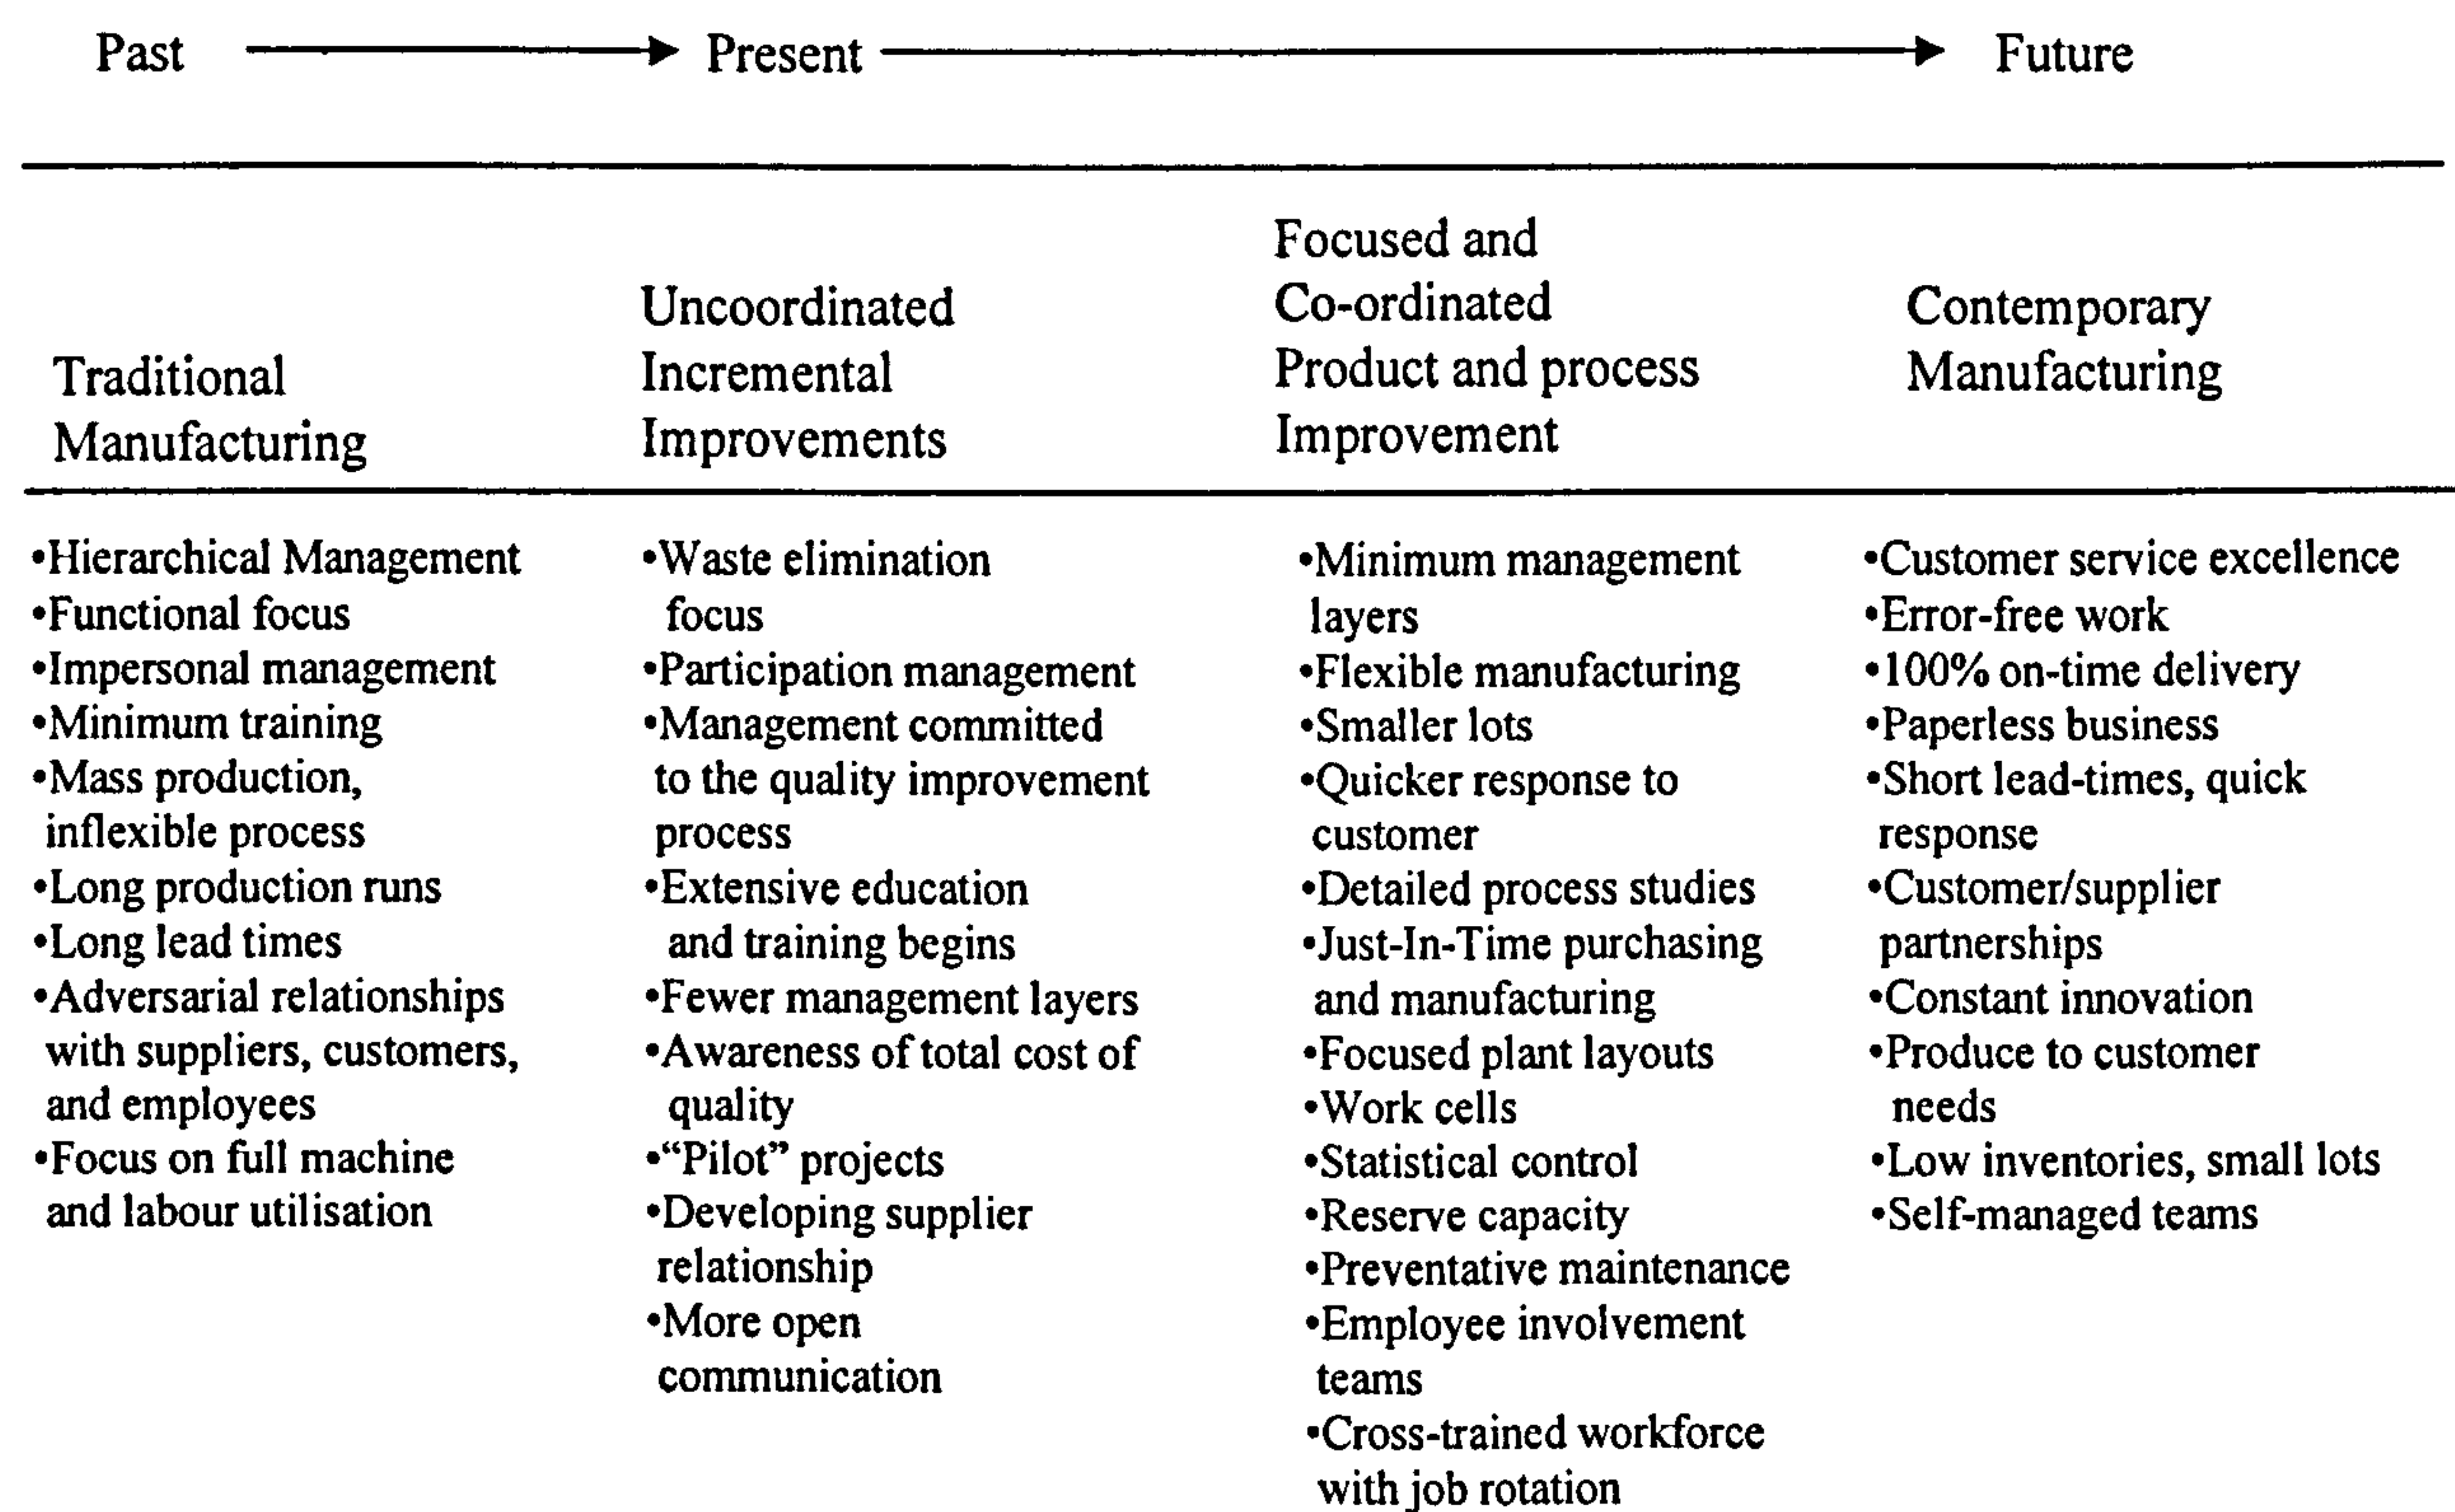 Past Present Future
Traditional
Manufacturing
Uncoordinated
Incremental
Improvements
Focused and
Co-ordinated
Product and process
Improvement
Contemporary
Manufacturing
•Hierarchical Management
•Functional focus
•Impersonal management
•Minimum training
•Mass production,
inflexible process
•Long production runs
•Long lead times
•Adversarial relationships
with suppliers, customers,
and employees
•Focus on full machine
and labour utilisation
•Waste elimination
focus
•Participation management
•Management committed
to the quality improvement
process
•Extensive education
and training begins
•Fewer management layers
•Awareness of total cost of
quality
•“Pilot” projects
•Developing supplier
relationship
•More open
communication
•Minimum management
layers
•Flexible manufacturing
•Smaller lots
•Quicker response to
customer
•Detailed process studies
•Just-In-Time purchasing
and manufacturing
•Focused plant layouts
•Work cells
•Statistical control
•Reserve capacity
•Preventative maintenance
•Employee involvement
teams
•Cross-trained workforce
with job rotation
•Customer service excellence
•Error-free work
•100% on-time delivery
•Paperless business
•Short lead-times, quick
response
•Customer/supplier
partnerships
•Constant innovation
•Produce to customer
needs
•Low inventories, small lots
•Self-managed teams